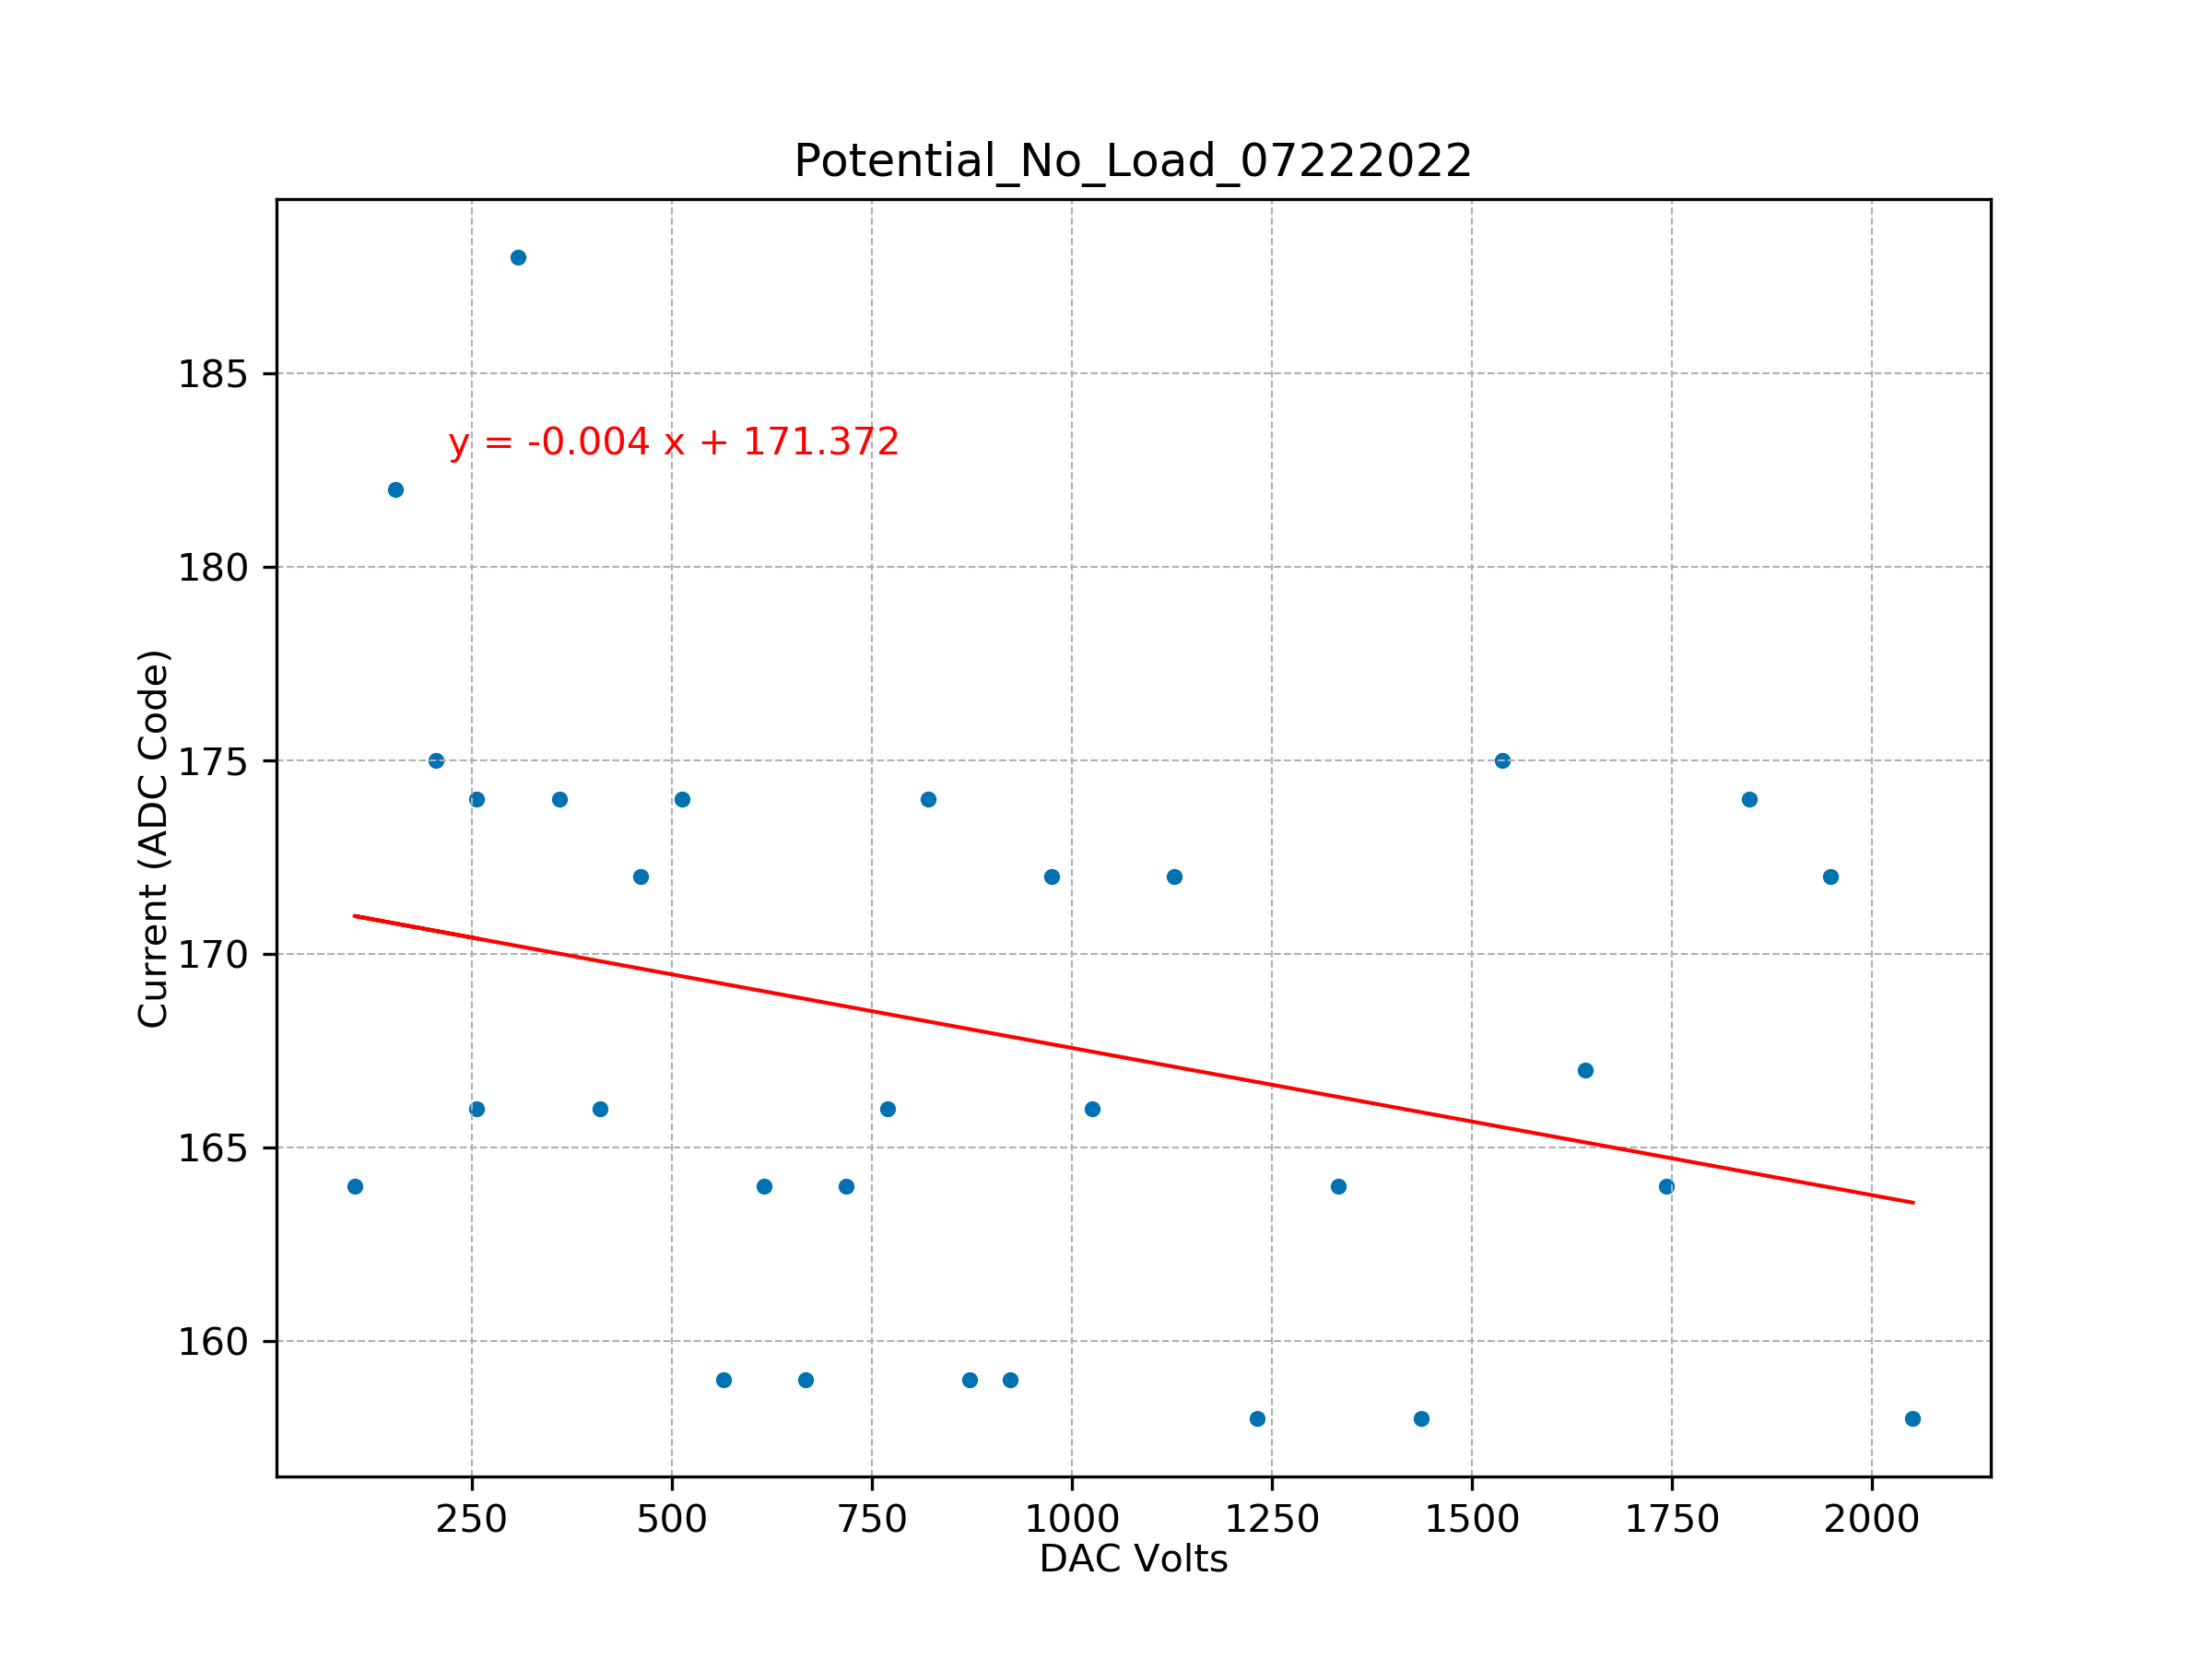 Potential_No_Load_07222022
y = -0.004 x + 171.372
Current (ADC Code)
185
180
175
170
165
160
250 500 750 1000 1250 1500 1750 2000
DAC Volts